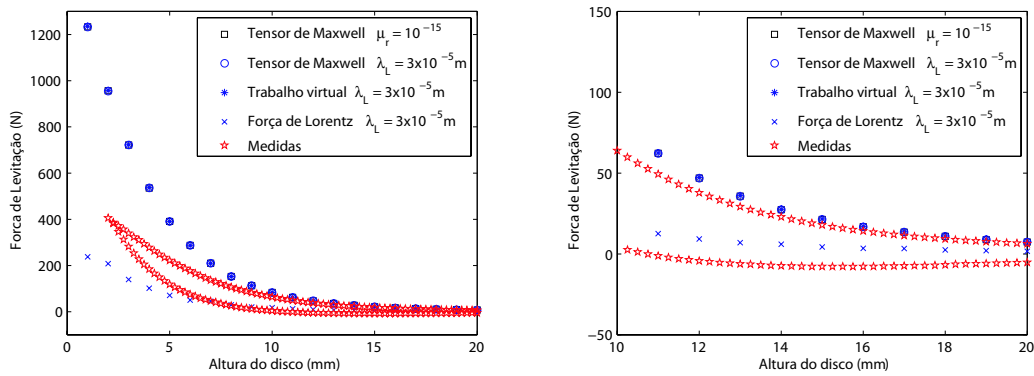 1200
1000
800
600
400
200
0
Forca de Levitação (N)
Tensor de Maxwell μr = 10−15
Tensor de Maxwell λL = 3x10 −5m
Trabalho virtual λL = 3x10 −5m
Força de Lorentz λL = 3x10 −5m
Medidas
0 5 10 15 20
Altura do disco (mm)
150
100
50
0
−50
Forca de Levitação (N)
Tensor de Maxwell μr = 10−15
Tensor de Maxwell λL = 3x10 −5m
Trabalho virtual λL = 3x10 −5m
Força de Lorentz λL = 3x10 −5m
Medidas
10 12 14 16 18 20
Altura do disco (mm)